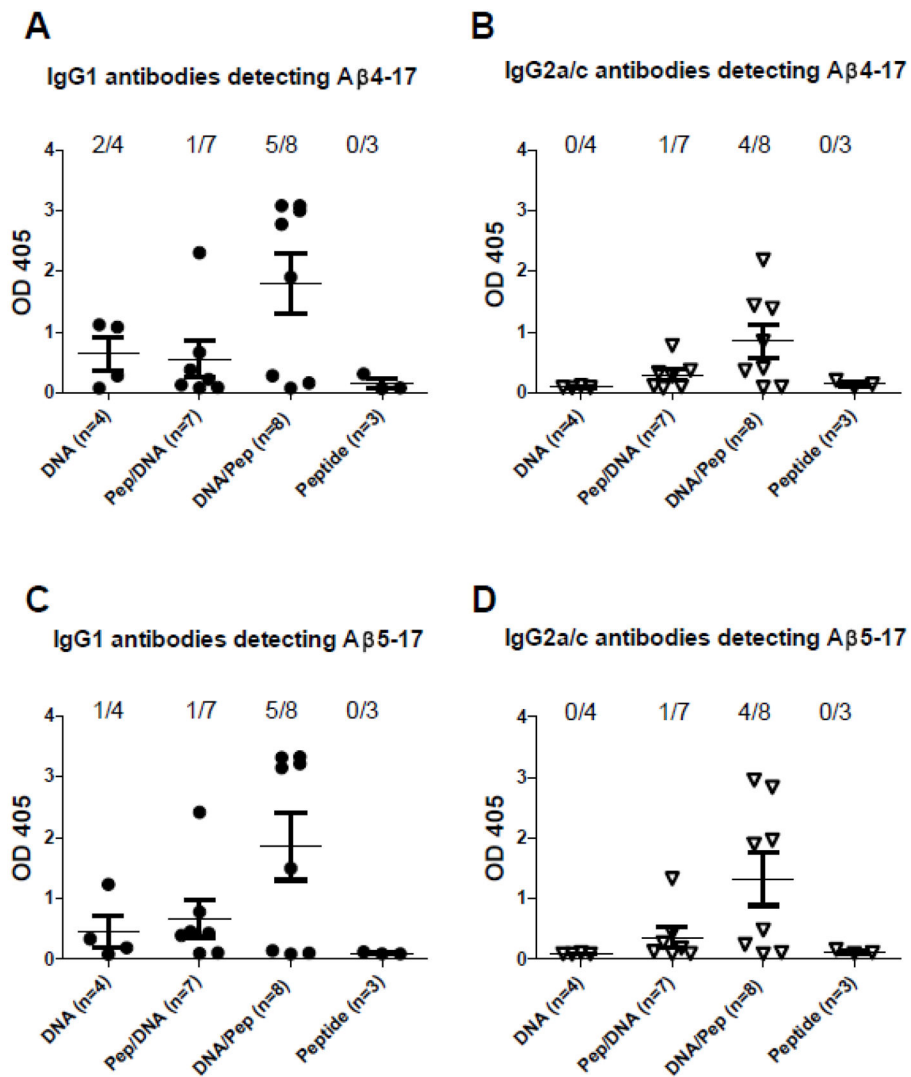 A
IgG1 antibodies detecting Aβ4-17
2/4 1/7 5/8 0/3
4
3
2
1
0
OD 405
DNA (n=4)
Pep/DNA (n=7)
DNA/Pep (n=8)
Peptide (n=3)
B
IgG2a/c antibodies detecting Aβ4-17
0/4 1/7 4/8 0/3
4
3
2
1
0
OD 405
DNA (n=4)
Pep/DNA (n=7)
DNA/Pep (n=8)
Peptide (n=3)
C
IgG1 antibodies detecting Aβ5-17
1/4 1/7 5/8 0/3
4
3
2
1
0
OD 405
DNA (n=4)
Pep/DNA (n=7)
DNA/Pep (n=8)
Peptide (n=3)
D
IgG2a/c antibodies detecting Aβ5-17
0/4 1/7 4/8 0/3
4
3
2
1
0
OD 405
DNA (n=4)
Pep/DNA (n=7)
DNA/Pep (n=8)
Peptide (n=3)